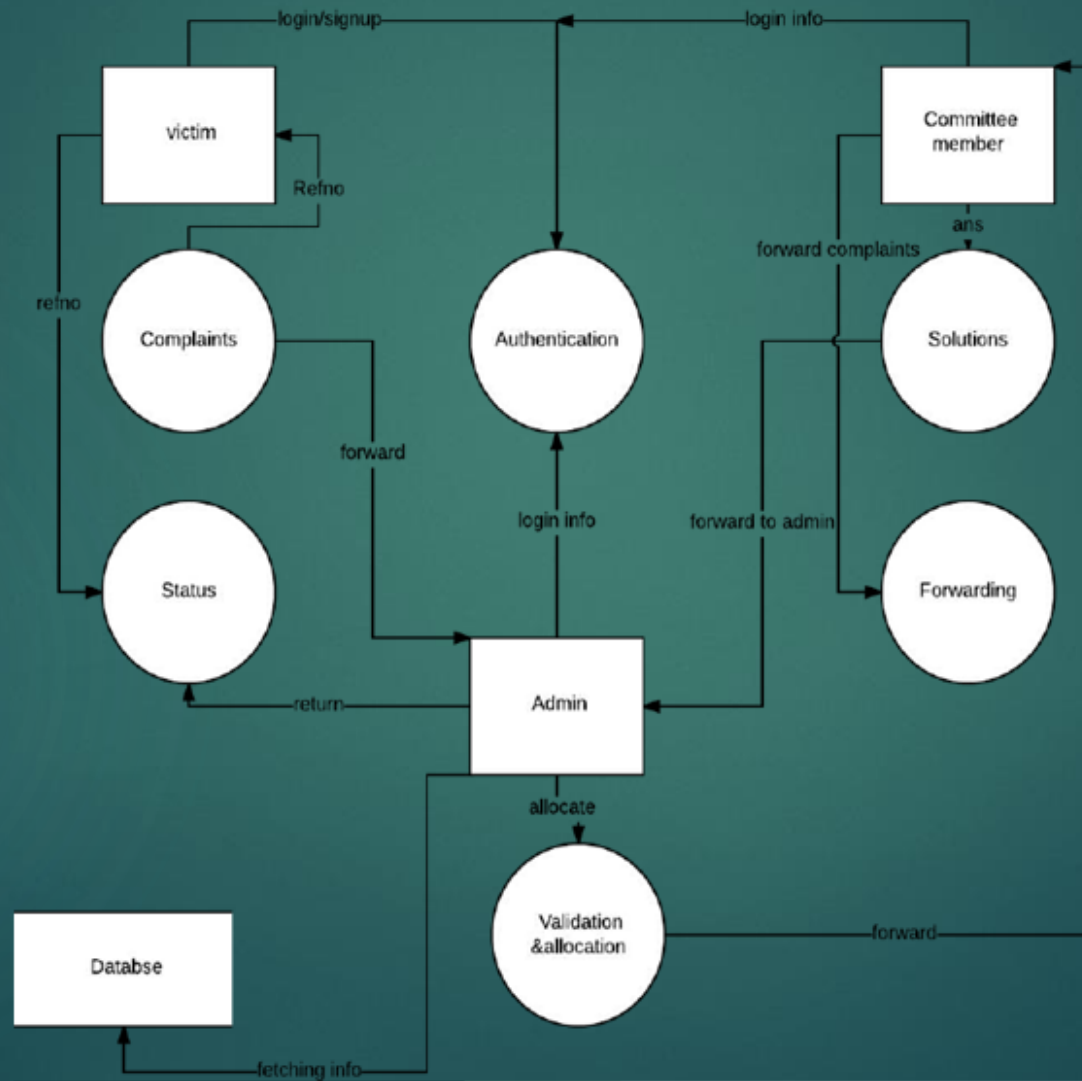 login/signup
login info
victim
Committee
member
Refno
ans
forward complaints
refno
Complaints
Authentication
Solutions
forward
login info
forward to admin
Status
Forwarding
return
Admin
allocate
Validation
&allocation
forward
Databse
fetching info